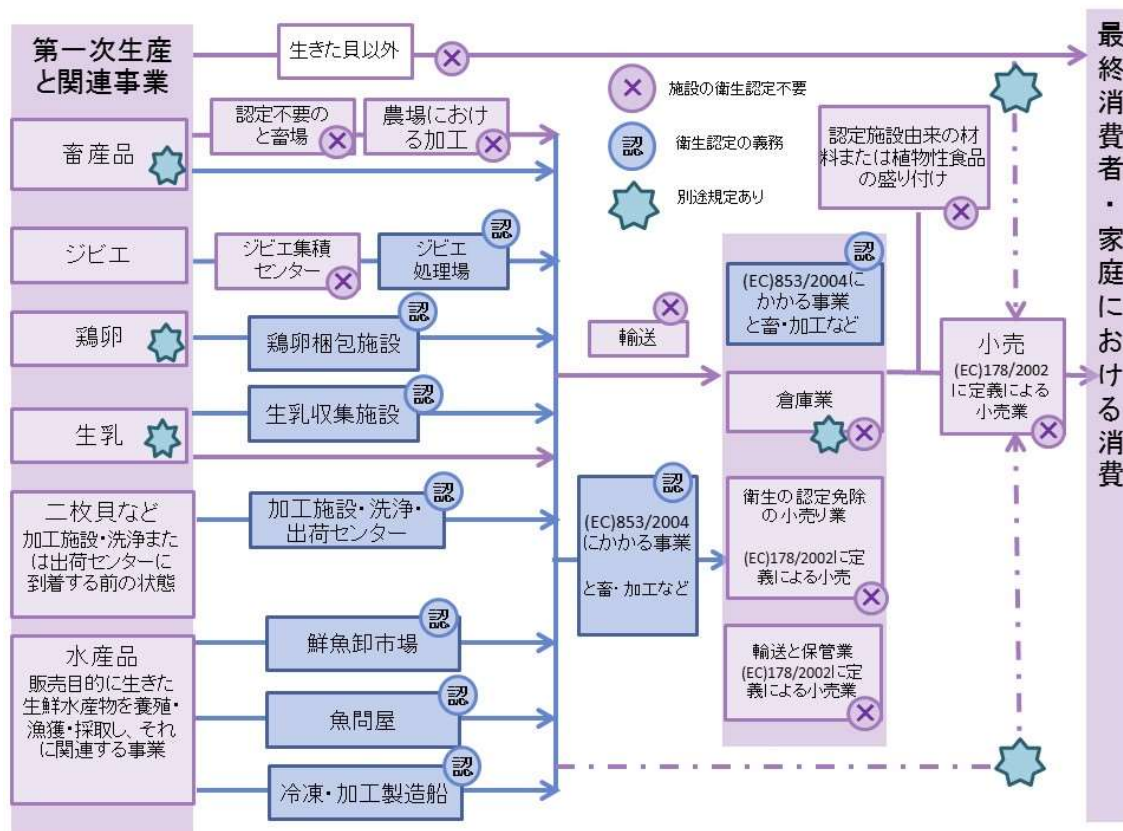 第一次生産
と関連事業
生きた貝以外
施設の衛生認定不要
認
衛生認定の義務
別途規定あり
畜産品
認定不要の
と畜場
農場におけ
る加工
認定施設由来の材
料または植物性食品
の盛り付け
ジビエ
ジビエ集積
センター
ジビエ
処理場
認
鶏卵
鶏卵梱包施設
認
生乳
生乳収集施設
認
二枚貝など
加工施設・洗浄また
は出荷センターに
到着する前の状態
加工施設・洗浄・
出荷センター
認
水産品
販売目的に生きた
生鮮水産物を養殖・
漁獲・採取し、それ
に関連する事業
鮮魚卸市場
認
魚問屋
認
冷凍・加工製造船
認
輸送
(EC)853/2004
にかかる事業
と畜・加工など
認
(EC)853/2004に
かかる事業
と畜・加工など
認
倉庫業
衛生の認定免除
の小売り業
(EC)178/2002に定
義による小売
輸送と保管業
(EC)178/2002に定
義による小売業
小売
(EC)178/2002
に定義による
小売業
最終消費者・家庭における消費